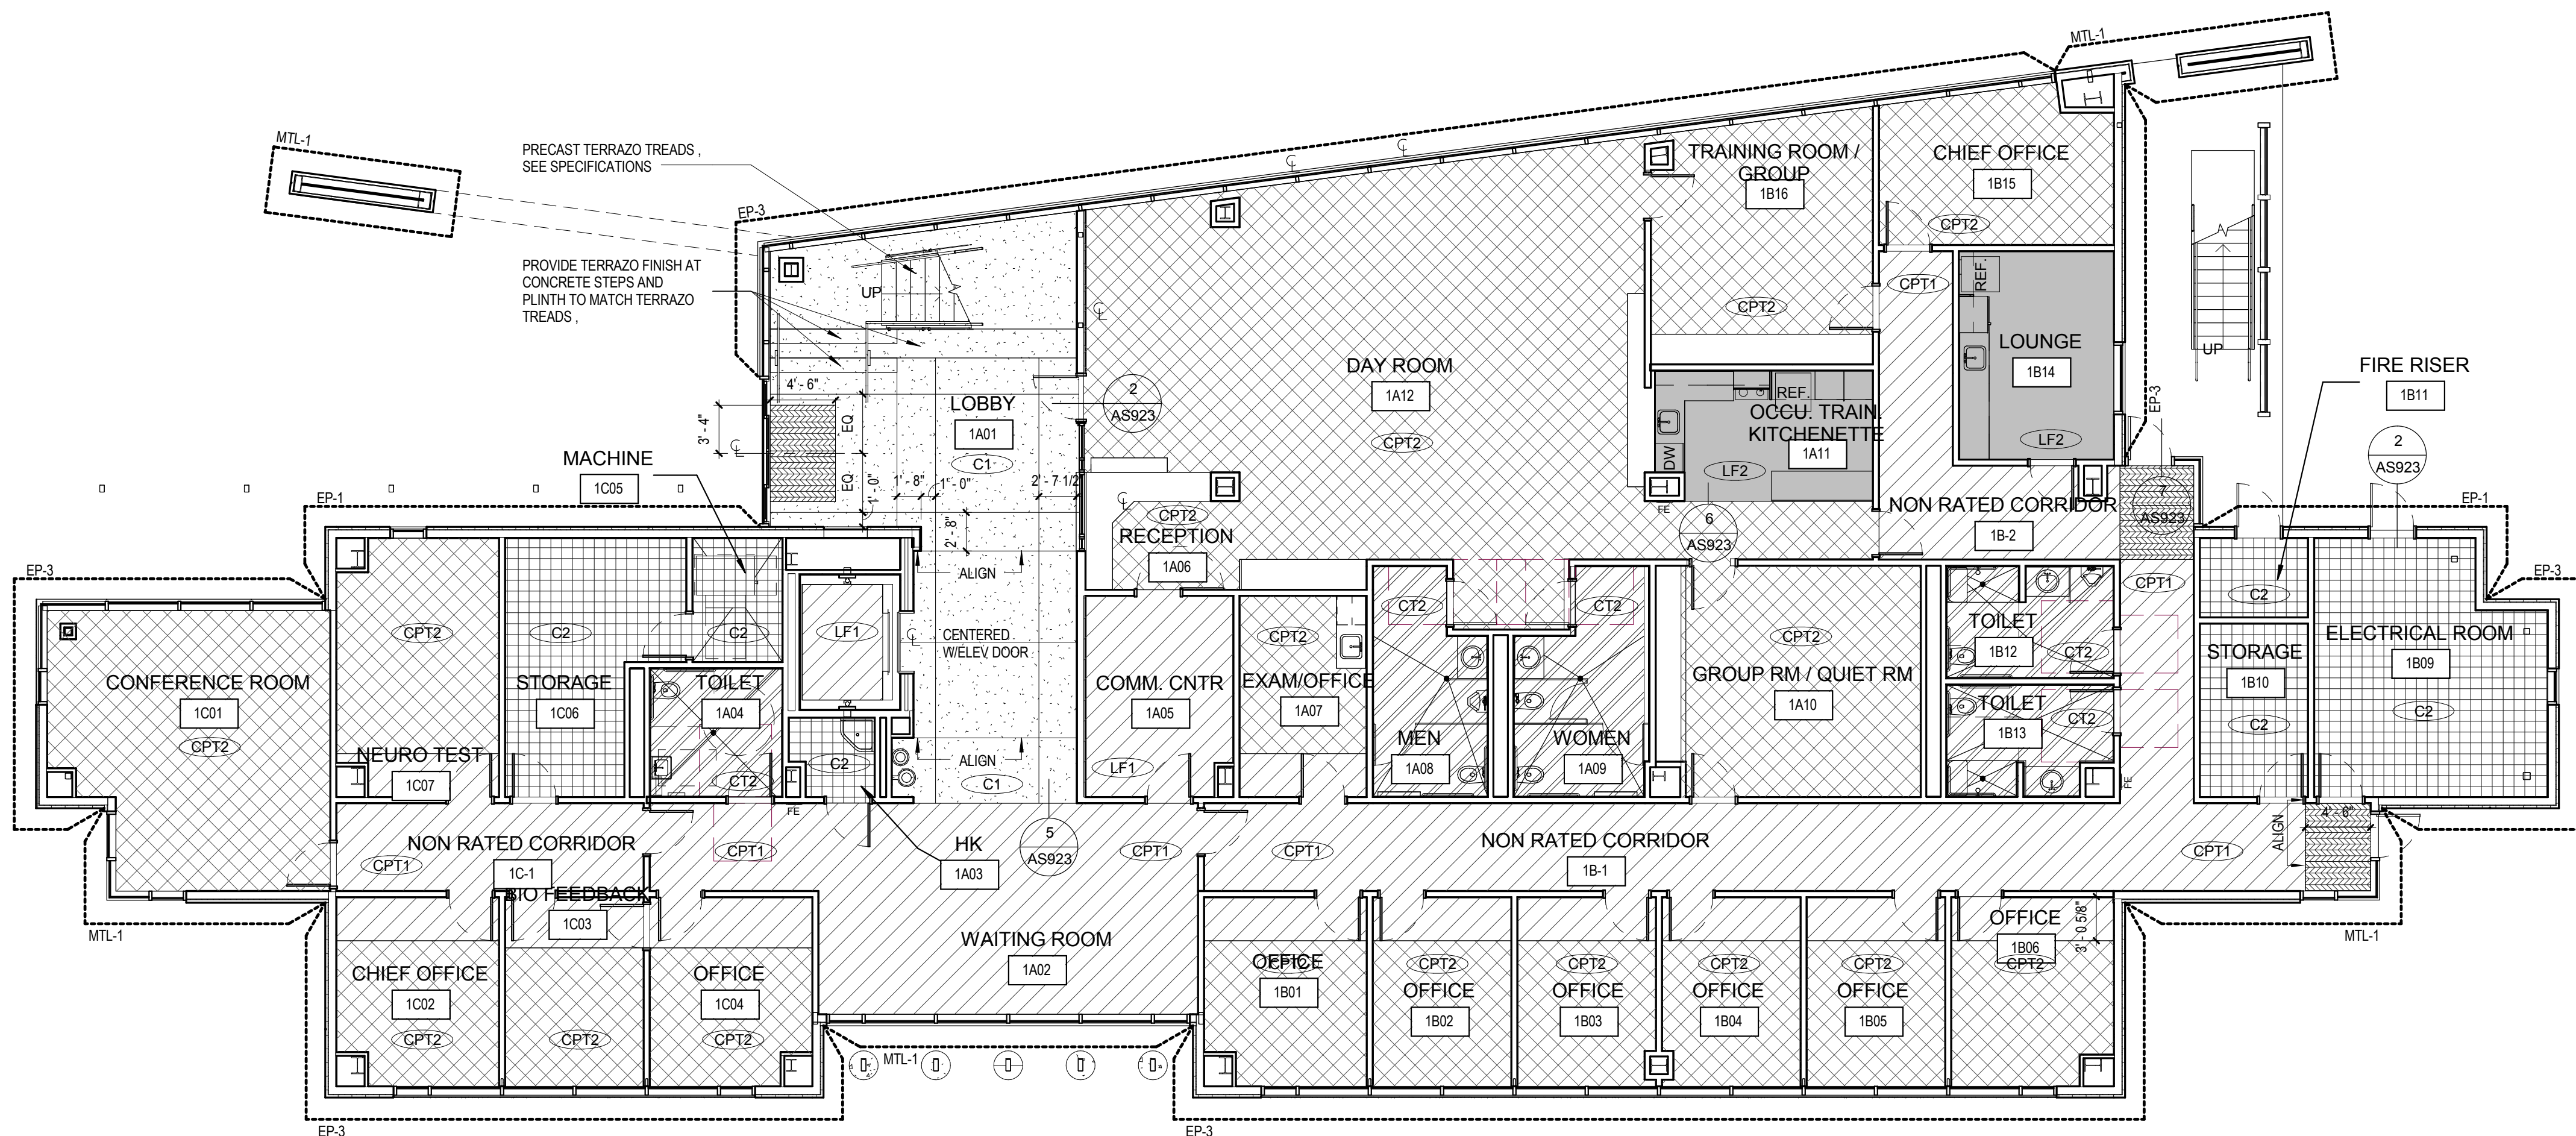 MTL-1
MTL-1
PRECAST TERRAZO TREADS ,
SEE SPECIFICATIONS
EP-3
PROVIDE TERRAZO FINISH AT
CONCRETE STEPS AND
PLINTH TO MATCH TERRAZO
TREADS ,
UP
TRAINING ROOM /
GROUP
1B16
CPT2
CHIEF OFFICE
1B15
CPT2
CPT1
REF.
LOUNGE
1B14
LF2
UP
EP-3
FIRE RISER
1B11
2
AS923
DAY ROOM
1A12
CPT2
2
AS923
4' - 6"
3' - 4"
EQ
EQ
LOBBY
1A01
C1
1' - 0"
1' - 8"
1' - 0"
2' - 7 1/2"
2' - 8"
REF.
OCCU. TRAIN.
KITCHENETTE
1A11
DW
LF2
MACHINE
1C05
EP-1
EP-3
CPT2
RECEPTION
1A06
FE
6
AS923
NON RATED CORRIDOR
1B-2
7
AS923
EP-1
EP-3
ALIGN
CENTERED
W/ELEV DOOR
ALIGN
C1
CONFERENCE ROOM
1C01
CPT2
CPT2
NEURO TEST
1C07
C2
STORAGE
1C06
C2
TOILET
1A04
CT2
LF1
C2
FE
COMM. CNTR
1A05
LF1
CPT2
EXAM/OFFICE
1A07
CT2
MEN
1A08
CT2
WOMEN
1A09
CPT2
GROUP RM / QUIET RM
1A10
TOILET
1B12
CT2
TOILET
1B13
CT2
CPT1
FE
C2
STORAGE
1B10
C2
ELECTRICAL ROOM
1B09
C2
NON RATED CORRIDOR
CPT1
1C-1
CPT1
HK
1A03
5
AS923
CPT1
CPT1
NON RATED CORRIDOR
1B-1
CPT1
ALIGN
4' - 6"
MTL-1
BIO FEEDBACK
1C03
CPT2
CHIEF OFFICE
1C02
CPT2
OFFICE
1C04
CPT2
WAITING ROOM
1A02
MTL-1
OFFICE
CPT2
1B01
CPT2
OFFICE
1B02
CPT2
OFFICE
1B03
CPT2
OFFICE
1B04
CPT2
OFFICE
1B05
OFFICE
1B06
CPT2
3' - 0 5/8"
MTL-1
EP-3
EP-3